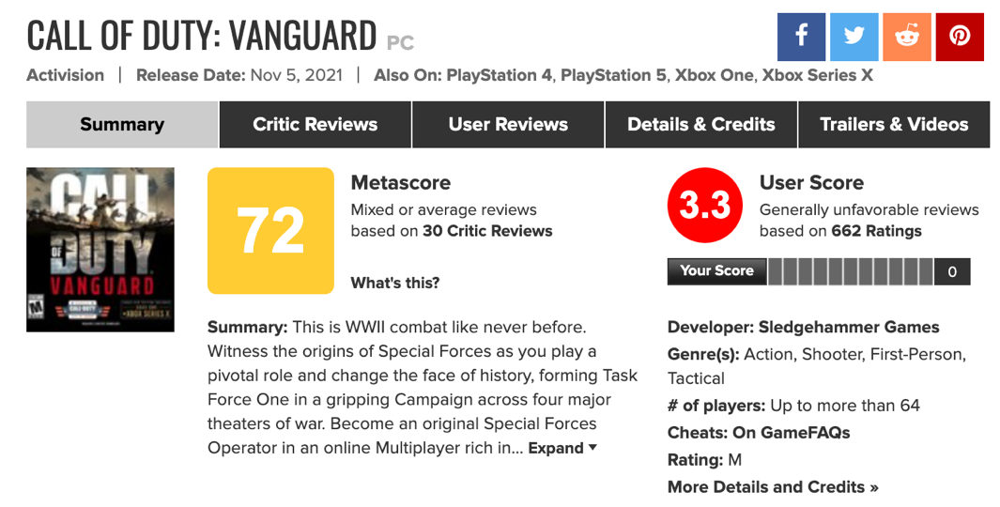 CALL OF DUTY: VANGUARD PC
Activision | Release Date: Nov 5, 2021 | Also On: PlayStation 4, PlayStation 5, Xbox One, Xbox Series X
Summary
Critic Reviews
User Reviews
Details & Credits
Trailers & Videos
CALL
OF DUTY
VANGUARD
M
CALL DUTY
XBOX SERIES X
72
Metascore
Mixed or average reviews
based on 30 Critic Reviews
What's this?
Summary: This is WWII combat like never before.
Witness the origins of Special Forces as you play a
pivotal role and change the face of history, forming Task
Force One in a gripping Campaign across four major
theaters of war. Become an original Special Forces
Operator in an online Multiplayer rich in... Expand
3.3
User Score
Generally unfavorable reviews
based on 662 Ratings
Your Score
0
Developer: Sledgehammer Games
Genre(s): Action, Shooter, First-Person,
Tactical
# of players: Up to more than 64
Cheats: On GameFAQs
Rating: M
More Details and Credits »